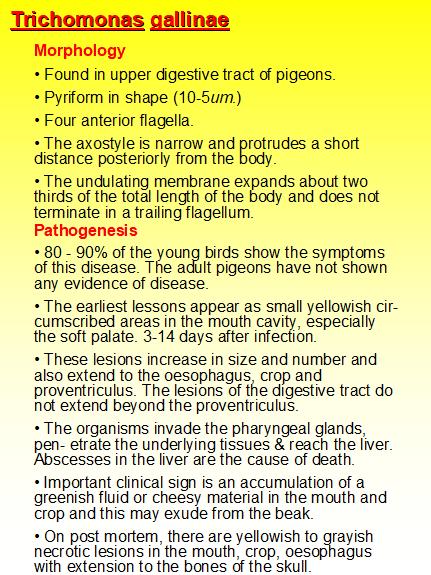 Trichomonas gallinae
Morphology
• Found in upper digestive tract of pigeons.
• Pyriform in shape (10-5um.)
• Four anterior flagella.
• The axostyle is narrow and protrudes a short
distance posteriorly from the body.
• The undulating membrane expands about two
thirds of the total length of the body and does not
terminate in a trailing flagellum.
Pathogenesis
• 80 - 90% of the young birds show the symptoms
of this disease. The adult pigeons have not shown
any evidence of disease.
• The earliest lessons appear as small yellowish cir-
cumscribed areas in the mouth cavity, especially
the soft palate. 3-14 days after infection.
• These lesions increase in size and number and
also extend to the oesophagus, crop and
proventriculus. The lesions of the digestive tract do
not extend beyond the proventriculus.
• The organisms invade the pharyngeal glands,
pen- etrate the underlying tissues & reach the liver.
Abscesses in the liver are the cause of death.
• Important clinical sign is an accumulation of a
greenish fluid or cheesy material in the mouth and
crop and this may exude from the beak.
• On post mortem, there are yellowish to grayish
necrotic lesions in the mouth, crop, oesophagus
with extension to the bones of the skull.